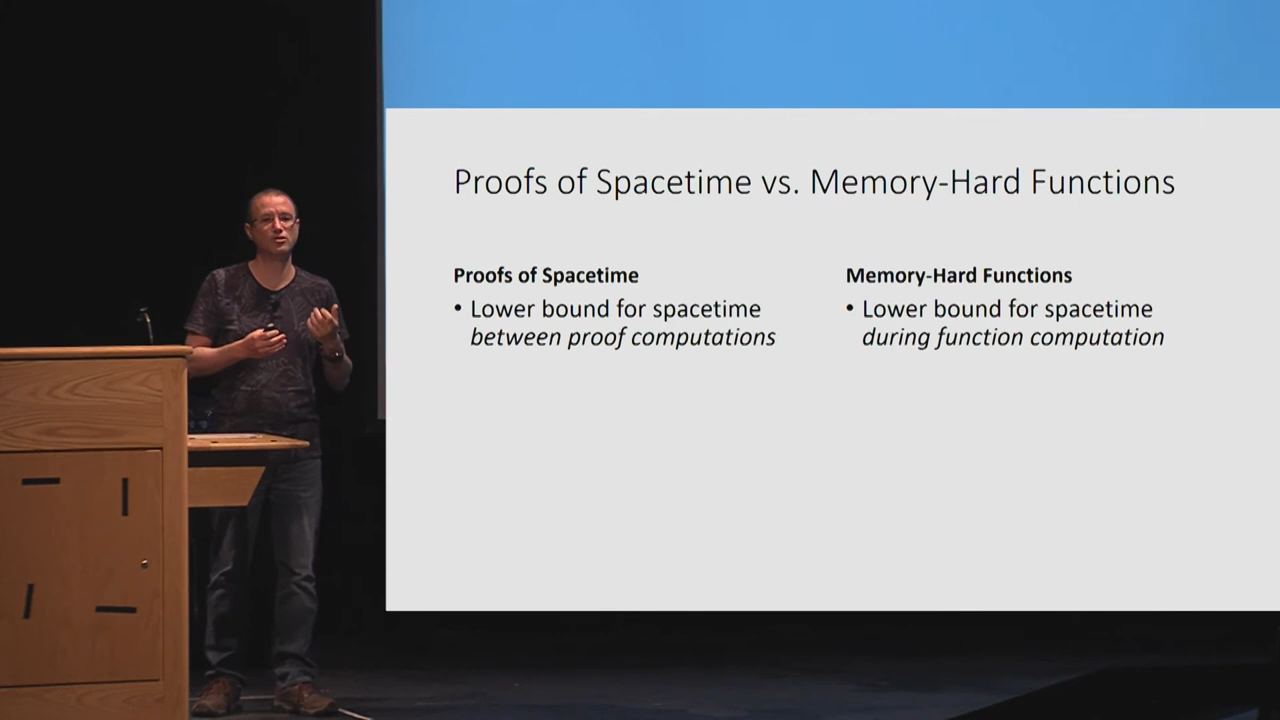 Proofs of Spacetime vs. Memory-Hard Functions
Proofs of Spacetime
• Lower bound for spacetime
between proof computations
Memory-Hard Functions
• Lower bound for spacetime
during function computation